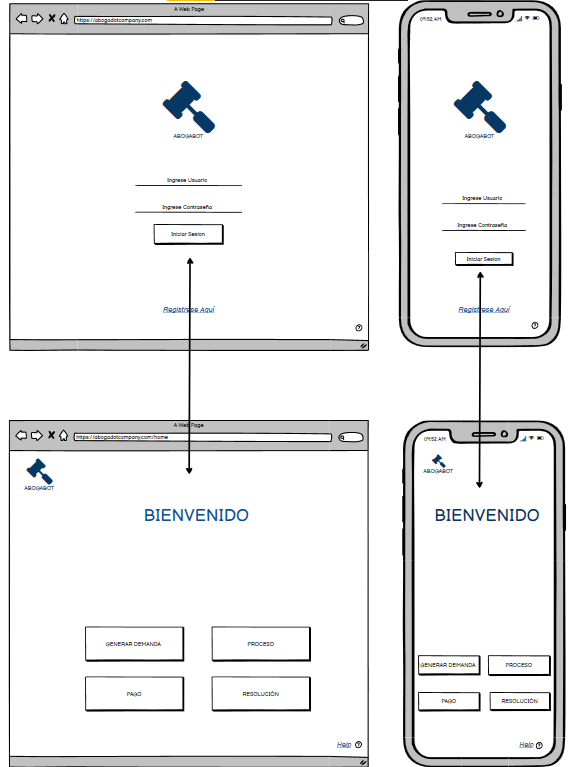 A Web Page
https://abogadotcompany.com
ABOGABOT
Ingrese Usuario
Ingrese Contraseña
Iniciar Sesion
Registrese Aquí
?
09:52 AM
ABOGABOT
Ingrese Usuario
Ingrese Contraseña
Iniciar Sesion
Registrese Aquí
?
A Web Page
https://abogadotcompany.com/home
ABOGABOT
BIENVENIDO
GENERAR DEMANDA
PROCESO
PAGO
RESOLUCIÓN
Help ?
09:52 AM
ABOGABOT
BIENVENIDO
GENERAR DEMANDA
PROCESO
PAGO
RESOLUCIÓN
Help ?